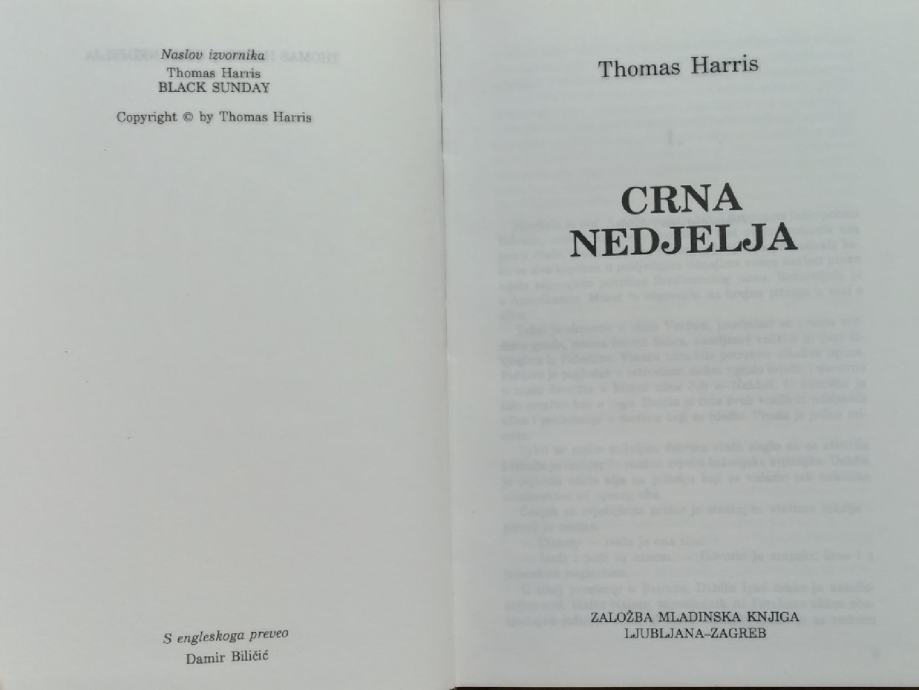 Naslov izvornika
Thomas Harris
BLACK SUNDAY
Copyright © by Thomas Harris
S engleskoga preveo
Damir Biličić
Thomas Harris
CRNA
NEDJELJA
ZALOŽBA MLADINSKA KNJIGA
LJUBLJANA–ZAGREB